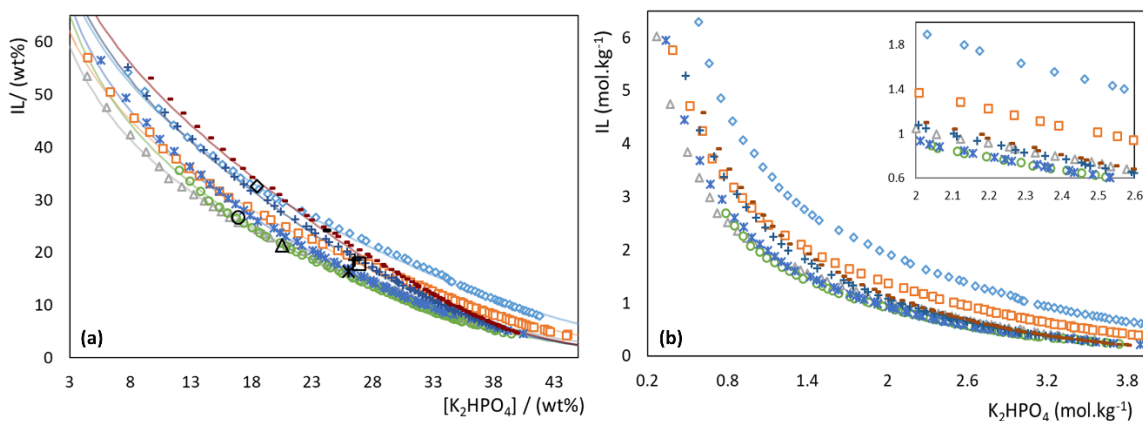 60
50
40
30
20
10
0
IL/ (wt%)
(a)
3 8 13 18 23 28 33 38 43
[K₂HPO₄] / (wt%)
6
5
4
3
2
1
0
IL (mol.kg⁻¹)
(b)
0.2 0.8 1.4 2 2.6 3.2 3.8
K₂HPO₄ (mol.kg⁻¹)
1.8
1.4
1
0.6
2 2.1 2.2 2.3 2.4 2.5 2.6